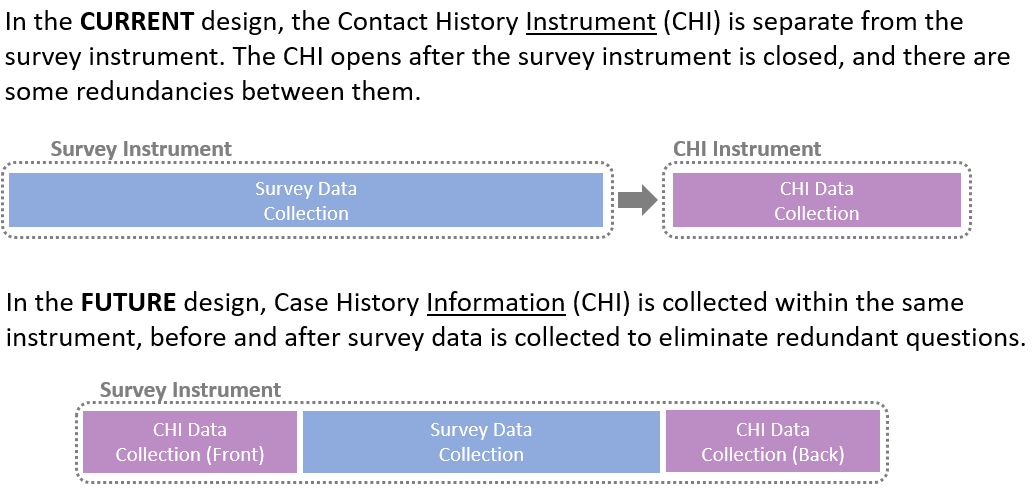 In the CURRENT design, the Contact History Instrument (CHI) is separate from the
survey instrument. The CHI opens after the survey instrument is closed, and there are
some redundancies between them.
Survey Instrument
CHI Instrument
Survey Data
Collection
CHI Data
Collection
In the FUTURE design, Case History Information (CHI) is collected within the same
instrument, before and after survey data is collected to eliminate redundant questions.
Survey Instrument
CHI Data
Collection (Front)
Survey Data
Collection
CHI Data
Collection (Back)